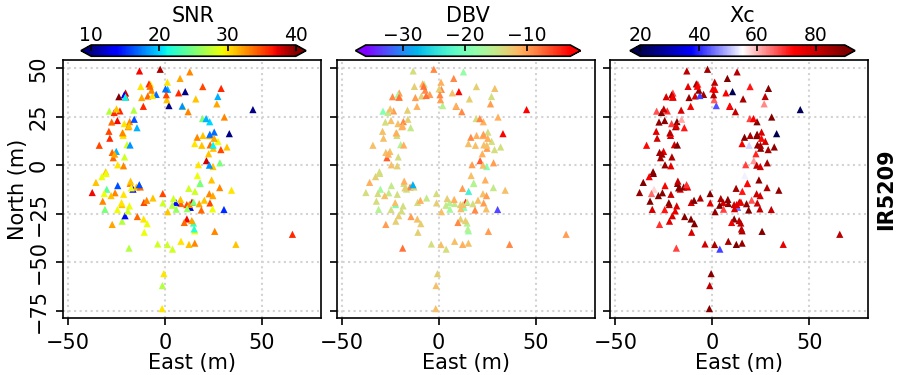 SNR DBV Xc
10 20 30 40 −30 −20 −10 20 40 60 80
50
25
0
−25
−50
−75
North (m)
IR5209
−50 0 50 −50 0 50 −50 0 50
East (m) East (m) East (m)